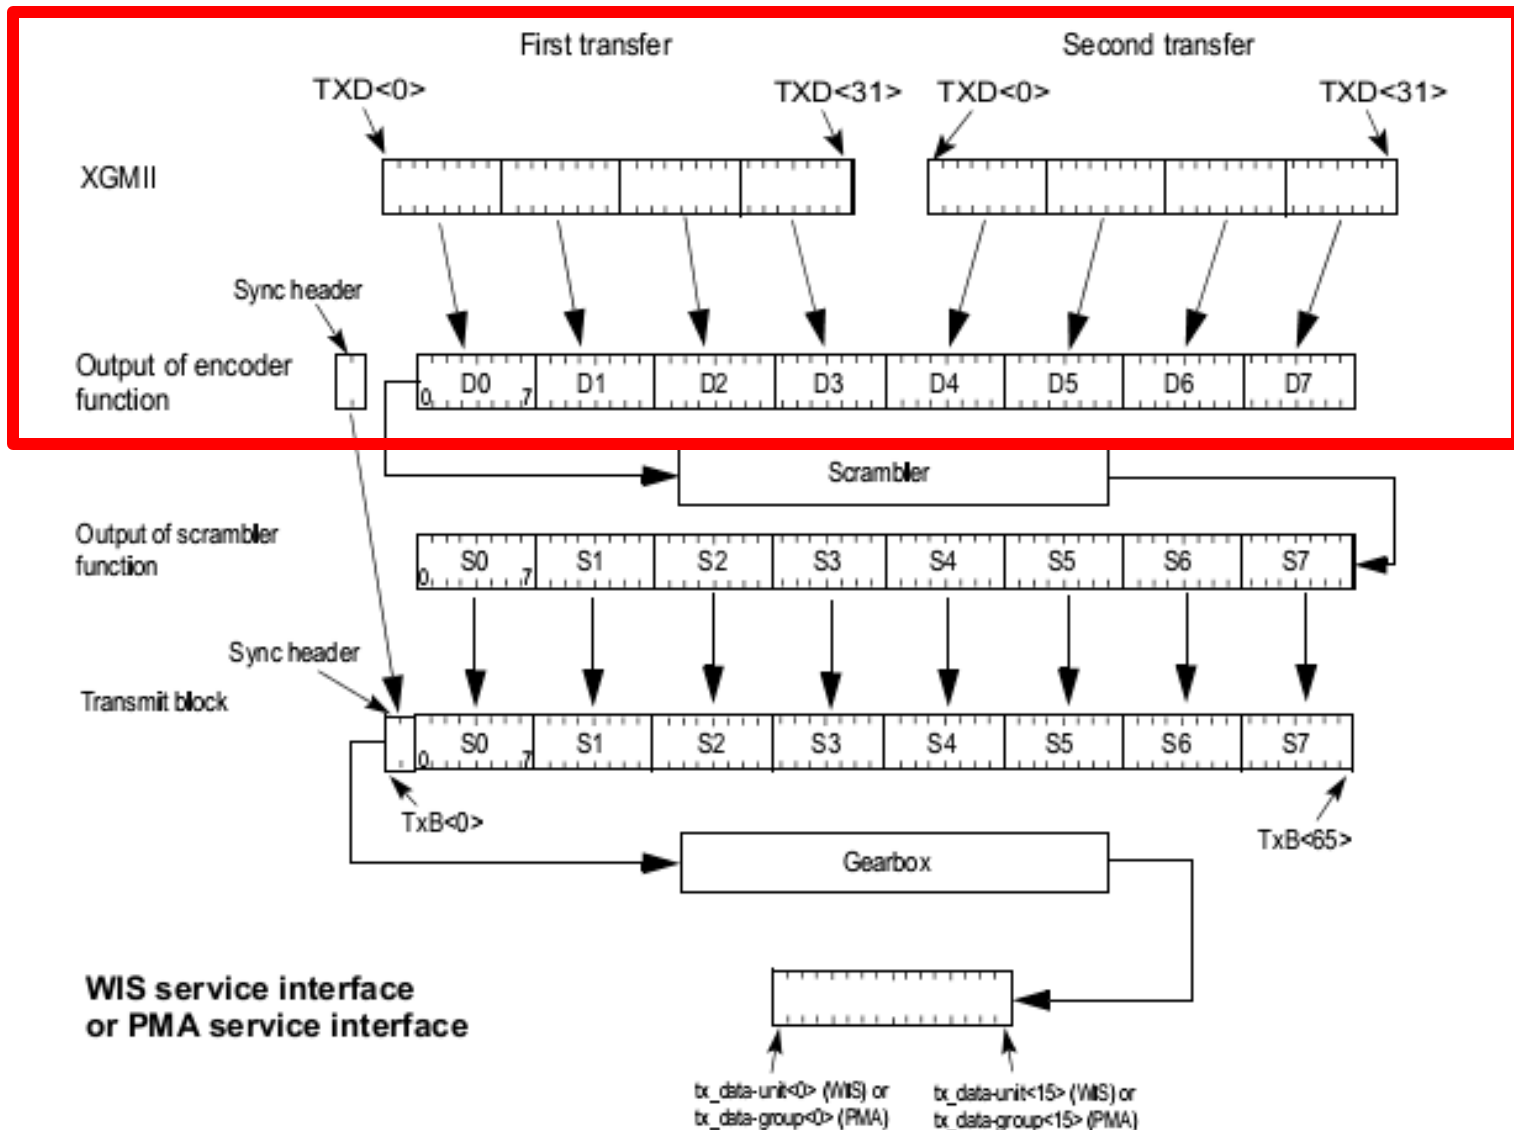 First transfer Second transfer
TXD<0> TXD<31> TXD<0> TXD<31>
XGMII
Sync header
Output of encoder
function
D0 D1 D2 D3 D4 D5 D6 D7
0 7
Scrambler
Output of scrambler
function
S0 S1 S2 S3 S4 S5 S6 S7
0 7
Sync header
Transmit block
S0 S1 S2 S3 S4 S5 S6 S7
0 7
TxB<0>
TxB<65>
Gearbox
WIS service interface
or PMA service interface
tx_data-unit<0> (WIS) or tx_data-unit<15> (WIS) or
tx_data-group<0> (PMA) tx_data-group<15> (PMA)